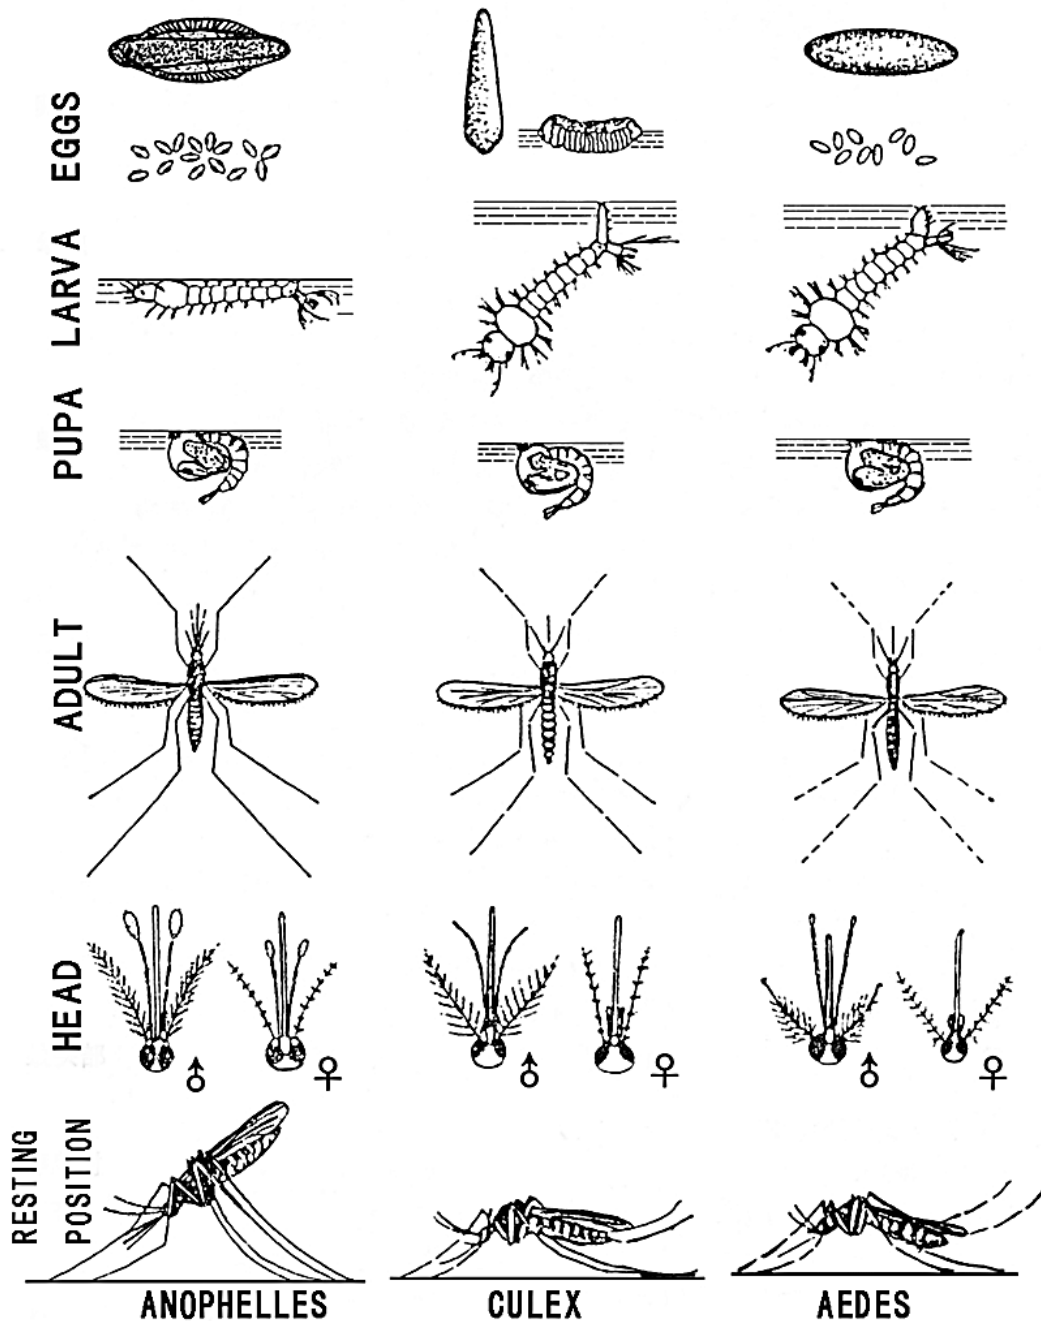 EGGS
LARVA
PUPA
ADULT
HEAD
♂ ♀ ♂ ♀ ♂ ♀
RESTING
POSITION
ANOPHELLES CULEX AEDES